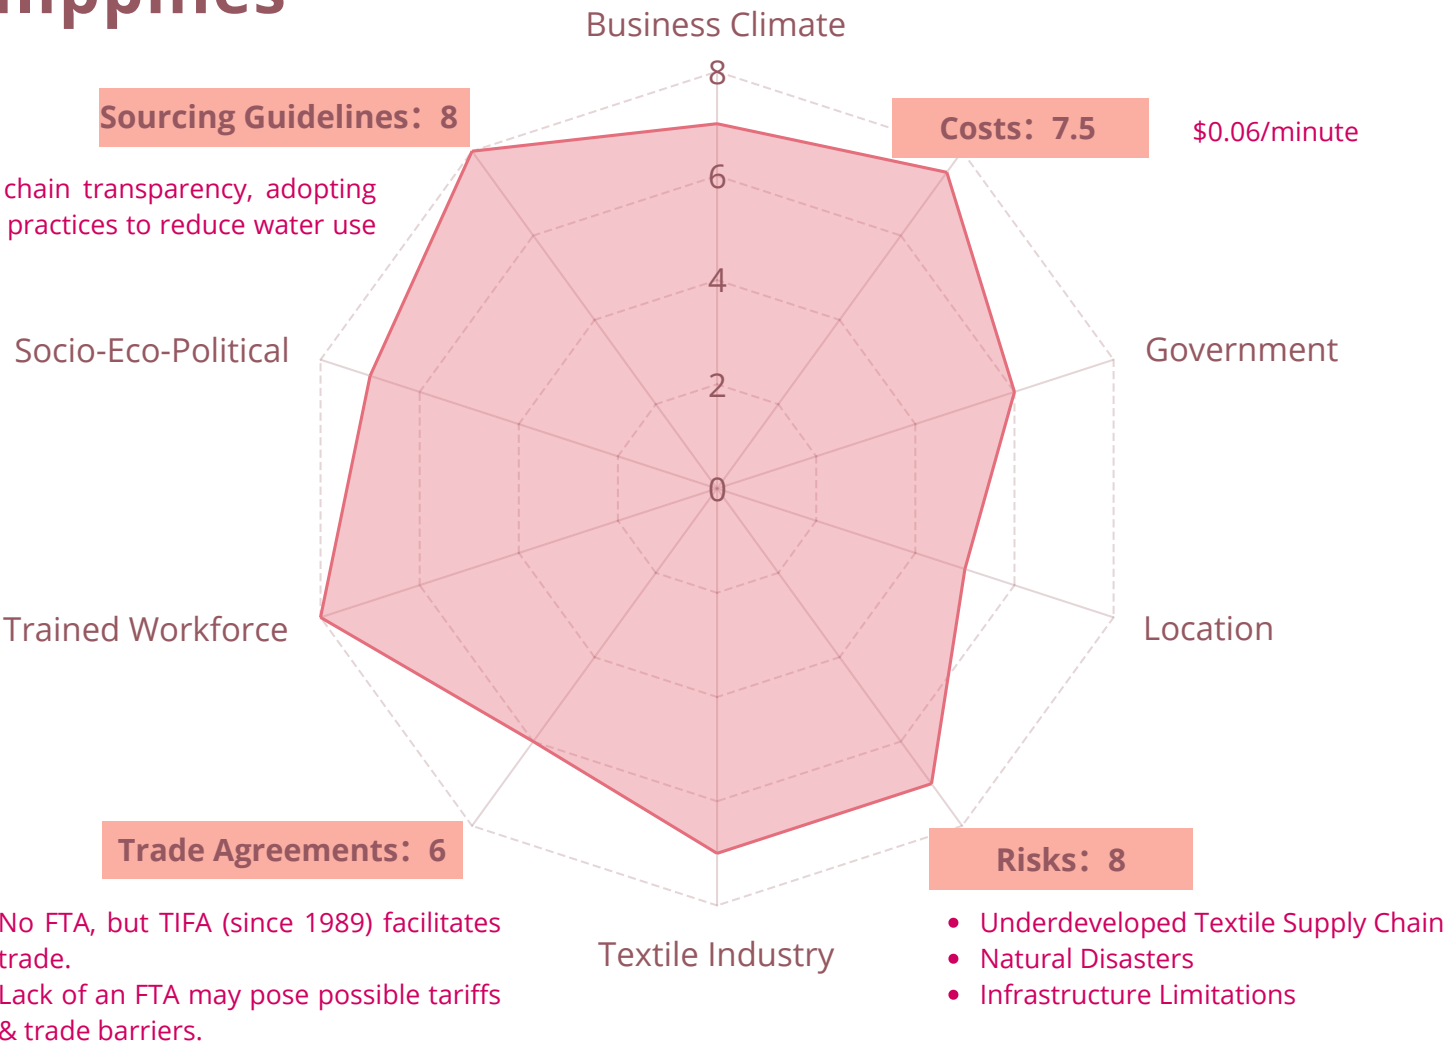 Business Climate
8
Sourcing Guidelines: 8
Costs: 7.5
$0.06/minute
chain transparency, adopting
practices to reduce water use
6
4
Socio-Eco-Political
Government
2
0
Trained Workforce
Location
Trade Agreements: 6
Risks: 8
No FTA, but TIFA (since 1989) facilitates
trade.
Lack of an FTA may pose possible tariffs
& trade barriers.
Textile Industry
• Underdeveloped Textile Supply Chain
• Natural Disasters
• Infrastructure Limitations